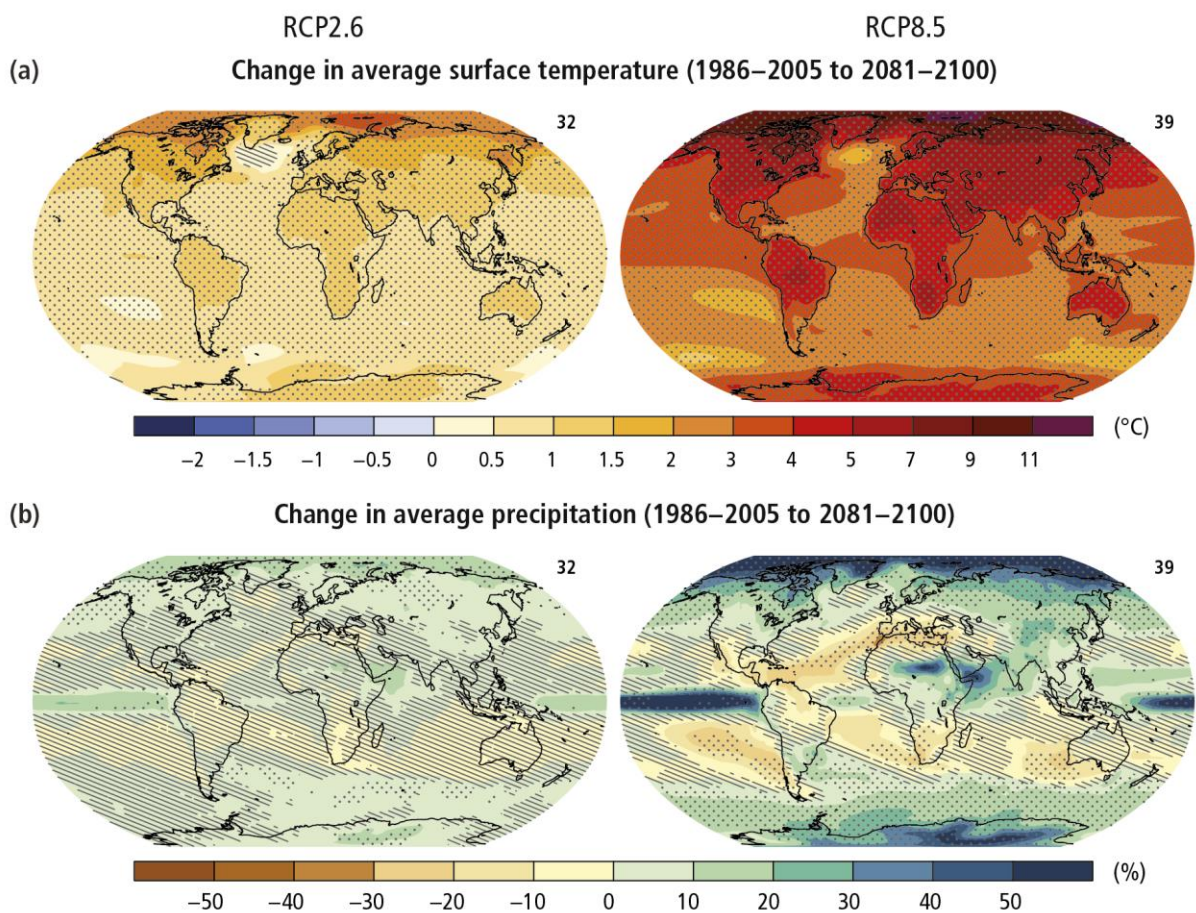 RCP2.6 RCP8.5
(a) Change in average surface temperature (1986–2005 to 2081–2100)
32 39
(°C)
−2 −1.5 −1 −0.5 0 0.5 1 1.5 2 3 4 5 7 9 11
(b) Change in average precipitation (1986–2005 to 2081–2100)
32 39
(%)
−50 −40 −30 −20 −10 0 10 20 30 40 50